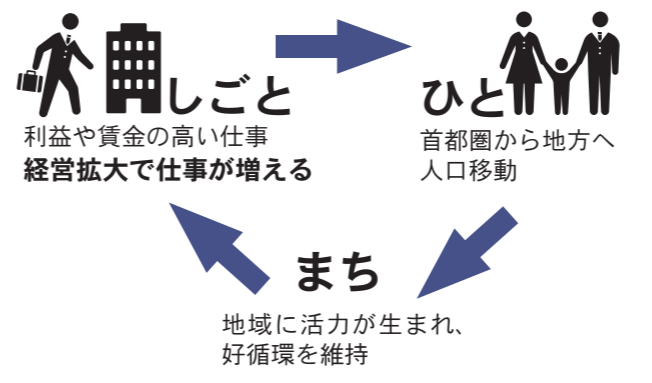 しごと
利益や賃金の高い仕事
経営拡大で仕事が増える
ひと
首都圏から地方へ
人口移動
まち
地域に活力が生まれ、
好循環を維持